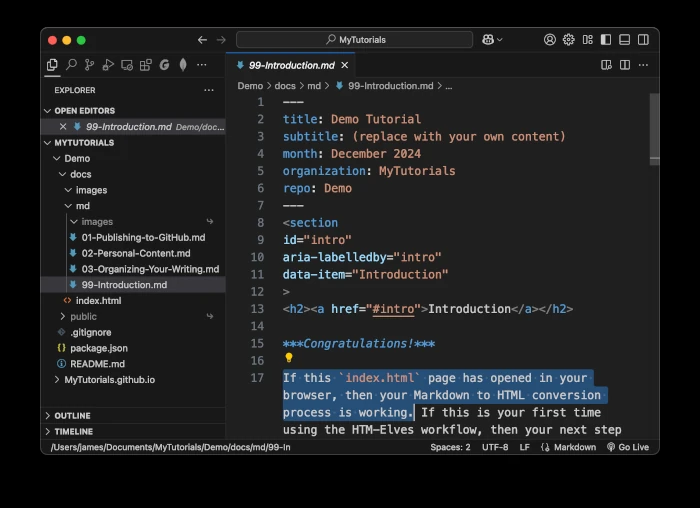 MyTutorials
99-Introduction.md
EXPLORER
Demo > docs > md > 99-Introduction.md > ...
OPEN EDITORS
99-Introduction.md Demo/doc...
MYTUTORIALS
Demo
docs
images
md
images
01-Publishing-to-GitHub.md
02-Personal-Content.md
03-Organizing-Your-Writing.md
99-Introduction.md
index.html
public
.gitignore
package.json
README.md
MyTutorials.github.io
OUTLINE
TIMELINE
1 ---
2 title: Demo Tutorial
3 subtitle: (replace with your own content)
4 month: December 2024
5 organization: MyTutorials
6 repo: Demo
7 ---
8 <section
9 id="intro"
10 aria-labelledby="intro"
11 data-item="Introduction"
12 >
13 <h2><a href="#intro">Introduction</a></h2>
14
15 ***Congratulations!***
16
17 If this `index.html` page has opened in your
browser, then your Markdown to HTML conversion
process is working. If this is your first time
using the HTM-Elves workflow, then your next step
/Users/james/Documents/MyTutorials/Demo/docs/md/99-In
Spaces: 2 UTF-8 LF Markdown Go Live